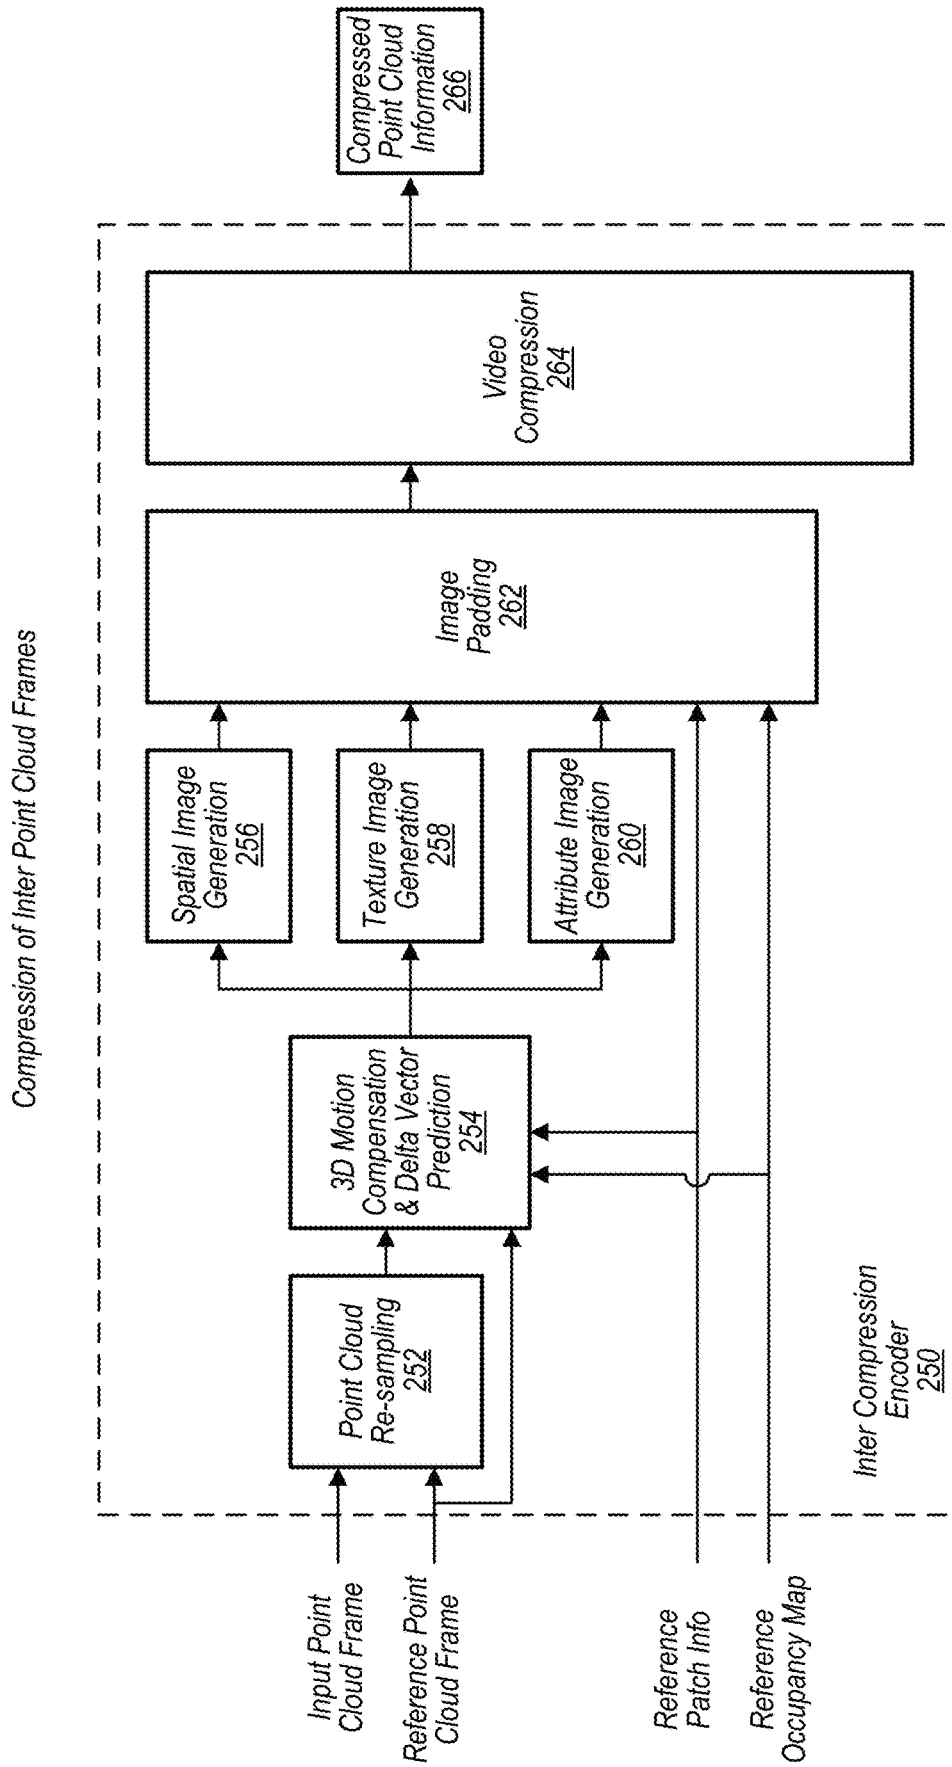 Compression of Inter Point Cloud Frames
Input Point
Cloud Frame
Reference Point
Cloud Frame
Reference
Patch Info
Reference
Occupancy Map
Point Cloud
Re-sampling
252
3D Motion
Compensation
& Delta Vector
Prediction
254
Spatial Image
Generation
256
Texture Image
Generation
258
Attribute Image
Generation
260
Image
Padding
262
Video
Compression
264
Compressed
Point Cloud
Information
266
Inter Compression
Encoder
250